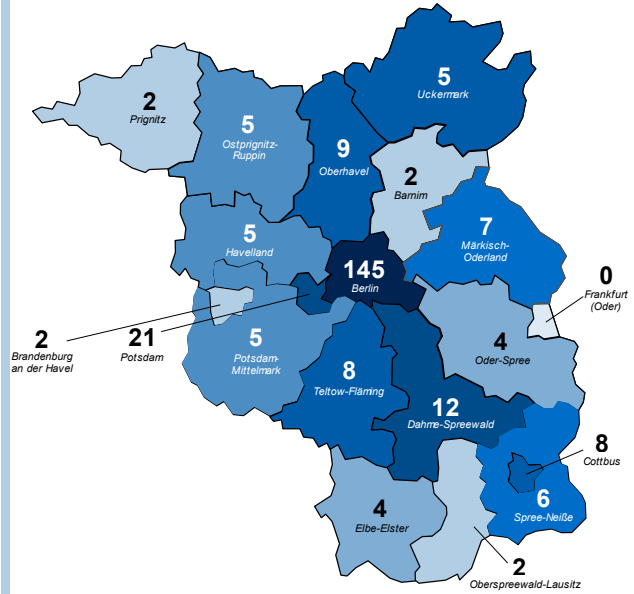 5
Uckermark
2
Prignitz
5
Ostprignitz-
Ruppin
9
Oberhavel
2
Barnim
7
Märkisch-
Oderland
5
Havelland
145
Berlin
0
Frankfurt
(Oder)
2
Brandenburg
an der Havel
21
Potsdam
5
Potsdam-
Mittelmark
4
Oder-Spree
8
Teltow-Fläming
12
Dahme-Spreewald
8
Cottbus
4
Elbe-Elster
6
Spree-Neiße
2
Oberspreewald-Lausitz